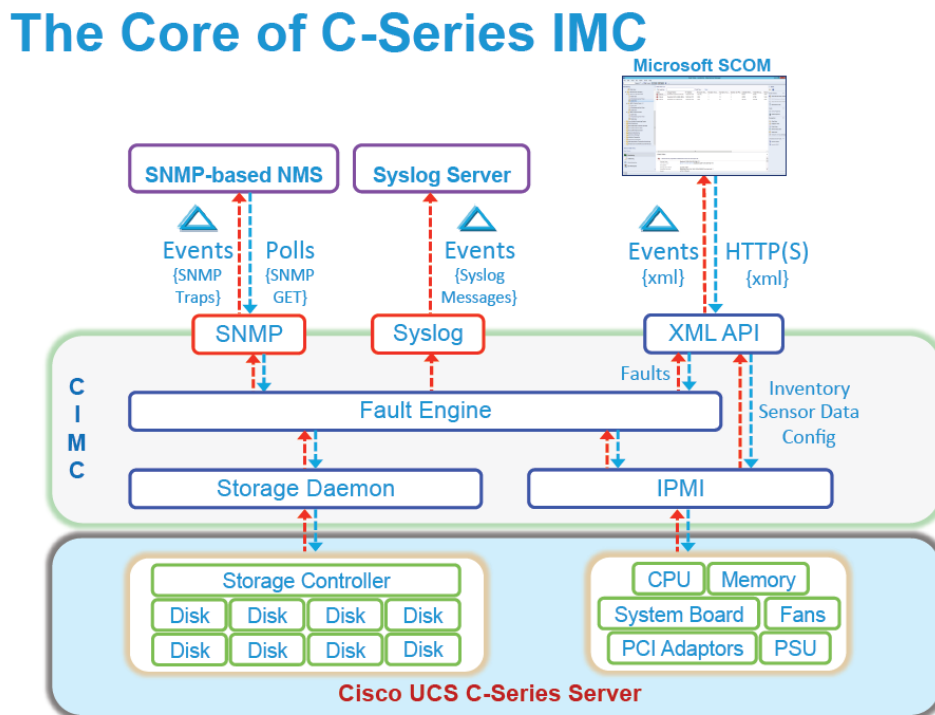 The Core of C-Series IMC
Microsoft SCOM
SNMP-based NMS
Syslog Server
Events
{SNMP
Traps}
Polls
{SNMP
GET}
Events
{Syslog
Messages}
Events
{xml}
HTTP(S)
{xml}
SNMP
Syslog
XML API
C
I
M
C
Faults
Inventory
Sensor Data
Config
Fault Engine
Storage Daemon
IPMI
Storage Controller
Disk Disk Disk Disk
Disk Disk Disk Disk
CPU Memory
System Board Fans
PCI Adaptors PSU
Cisco UCS C-Series Server